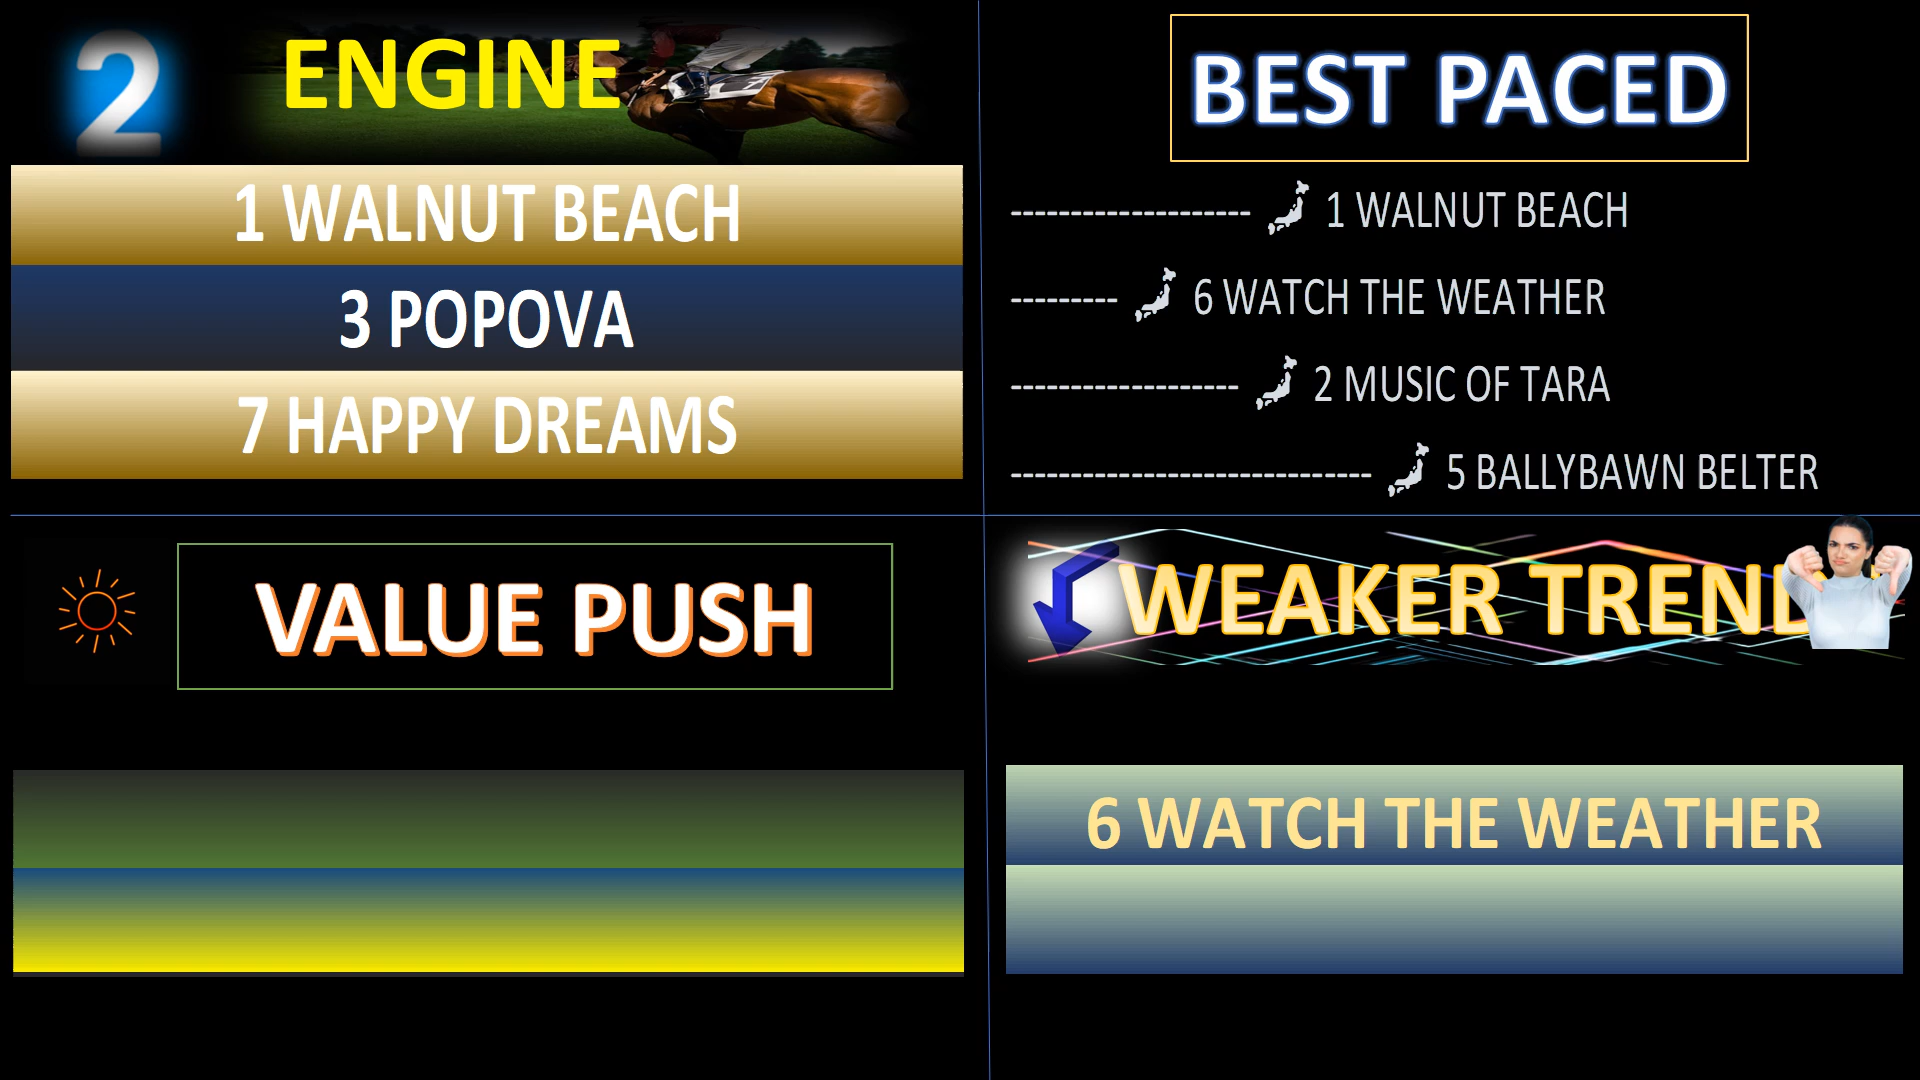 2
ENGINE
1 WALNUT BEACH
3 POPOVA
7 HAPPY DREAMS
BEST PACED
------------------- 1 WALNUT BEACH
--------- 6 WATCH THE WEATHER
------------------ 2 MUSIC OF TARA
---------------------------- 5 BALLYBAWN BELTER
VALUE PUSH
WEAKER TREND
6 WATCH THE WEATHER